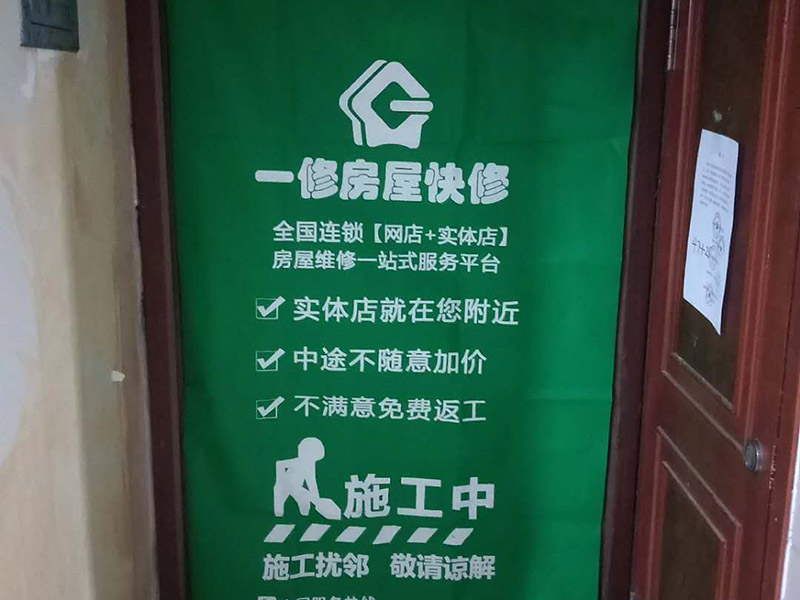 一修房屋快修
全国连锁【网店+实体店】
房屋维修一站式服务平台
实体店就在您附近
中途不随意加价
不满意免费返工
施工中
施工扰邻 敬请谅解